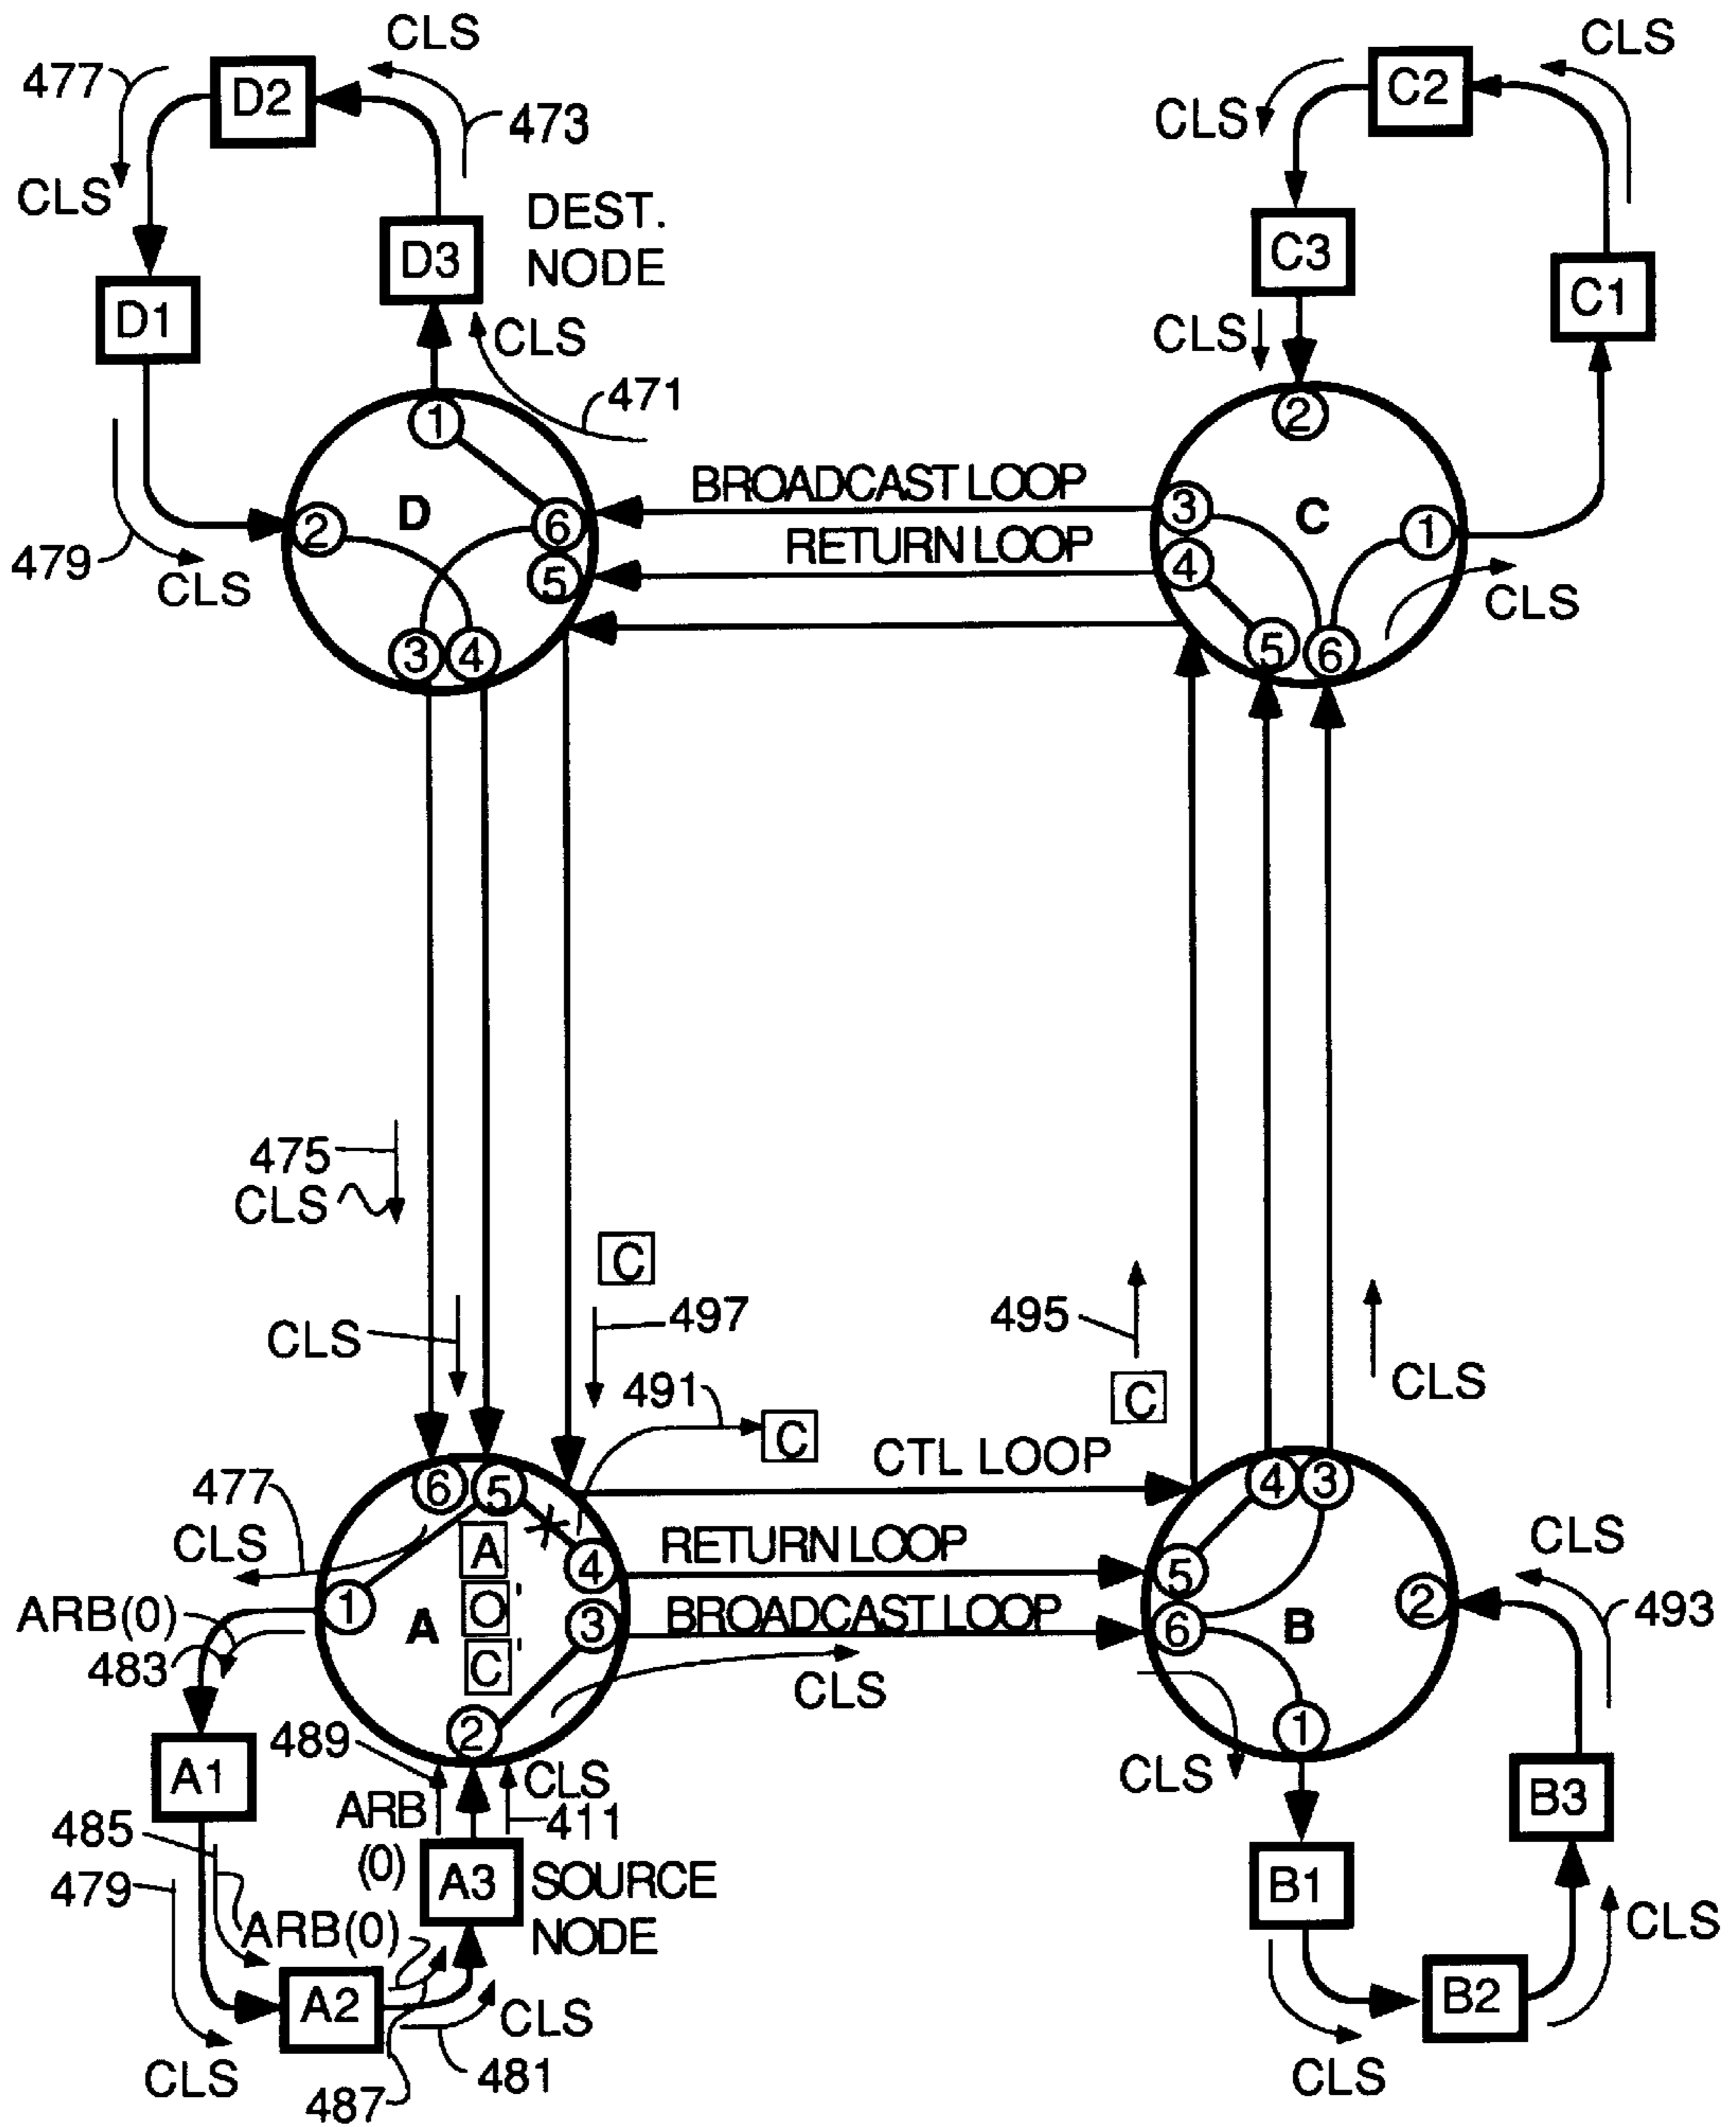 CLS
CLS
477
D2
C2
473
CLS
CLS
DEST.
NODE
D3
C3
D1
C1
CLS
CLS
471
1
2
BROADCAST LOOP
3
D
6
C
1
2
RETURN LOOP
4
5
479
CLS
CLS
3
4
5
6
475
CLS
C
CLS
497
495
491
C
CLS
C
CTL LOOP
6
5
4
3
477
CLS
A
RETURN LOOP
4
5
CLS
ARB(0)
1
A
O'
3
BROADCAST LOOP
6
B
2
493
483
C'
CLS
2
1
489
CLS
CLS
A1
ARB
(0)
411
B3
485
A3
SOURCE
NODE
B1
479
ARB(0)
CLS
A2
CLS
B2
CLS
481
CLS
487